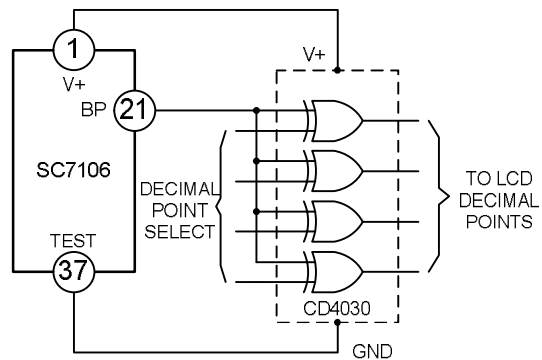 1
V+
V+
BP 21
SC7106
DECIMAL
POINT
SELECT
TO LCD
DECIMAL
POINTS
TEST
37
CD4030
GND